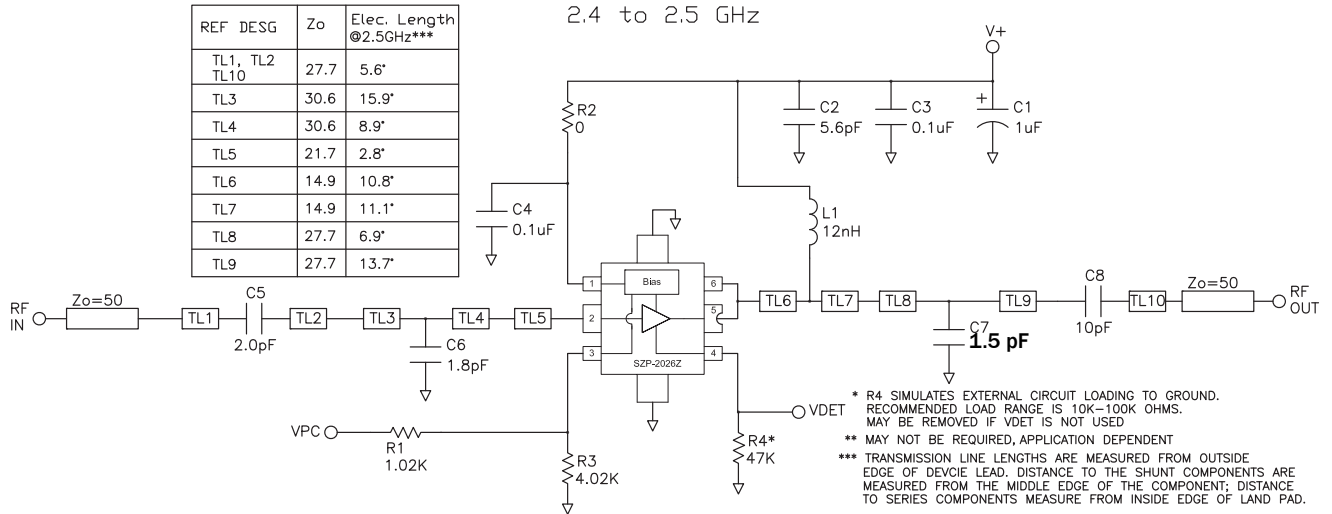 2.4 to 2.5 GHz
REF DESG Zo Elec. Length @2.5GHz***
TL1, TL2 TL10 27.7 5.6°
TL3 30.6 15.9°
TL4 30.6 8.9°
TL5 21.7 2.8°
TL6 14.9 10.8°
TL7 14.9 11.1°
TL8 27.7 6.9°
TL9 27.7 13.7°
V+
R2
0
C2
5.6pF
C3
0.1uF
+
C1
1uF
C4
0.1uF
L1
12nH
Bias
1
2
3
6
5
4
SZP-2026Z
RF IN
Zo=50
TL1
C5
2.0pF
TL2
TL3
C6
1.8pF
TL4
TL5
TL6
TL7
TL8
C7
1.5 pF
TL9
C8
10pF
TL10
Zo=50
RF OUT
VPC
R1
1.02K
R3
4.02K
VDET
R4*
47K
* R4 SIMULATES EXTERNAL CIRCUIT LOADING TO GROUND.
RECOMMENDED LOAD RANGE IS 10K-100K OHMS.
MAY BE REMOVED IF VDET IS NOT USED
** MAY NOT BE REQUIRED, APPLICATION DEPENDENT
*** TRANSMISSION LINE LENGTHS ARE MEASURED FROM OUTSIDE
EDGE OF DEVCIE LEAD. DISTANCE TO THE SHUNT COMPONENTS ARE
MEASURED FROM THE MIDDLE EDGE OF THE COMPONENT; DISTANCE
TO SERIES COMPONENTS MEASURE FROM INSIDE EDGE OF LAND PAD.